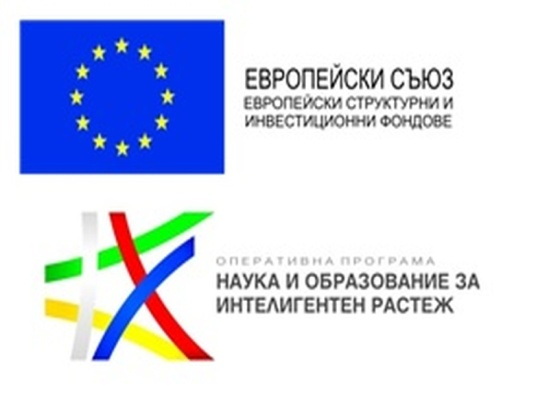 ЕВРОПЕЙСКИ СЪЮЗ
ЕВРОПЕЙСКИ СТРУКТУРНИ И
ИНВЕСТИЦИОННИ ФОНДОВЕ
ОПЕРАТИВНА ПРОГРАМА
НАУКА И ОБРАЗОВАНИЕ ЗА
ИНТЕЛИГЕНТЕН РАСТЕЖ